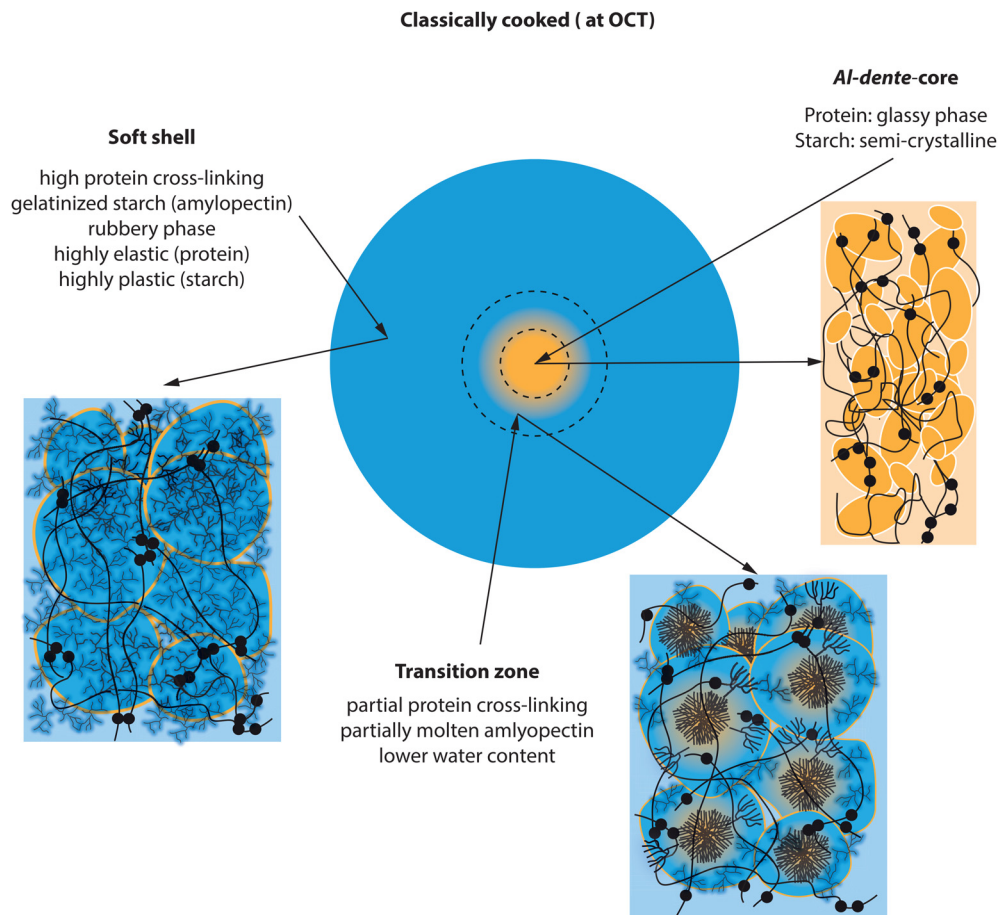 Classically cooked ( at OCT)
Al-dente-core
Protein: glassy phase
Starch: semi-crystalline
Soft shell
high protein cross-linking
gelatinized starch (amylopectin)
rubbery phase
highly elastic (protein)
highly plastic (starch)
Transition zone
partial protein cross-linking
partially molten amlyopectin
lower water content